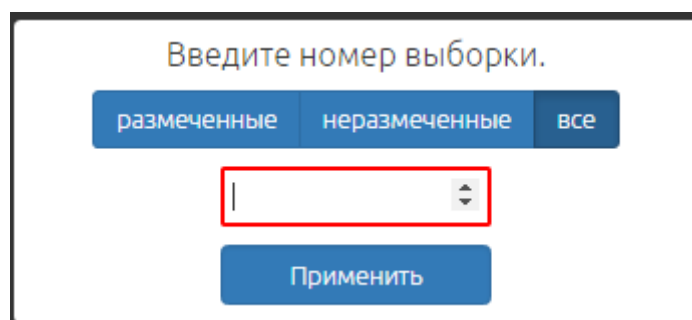 Введите номер выборки.
размеченные неразмеченные все
Применить